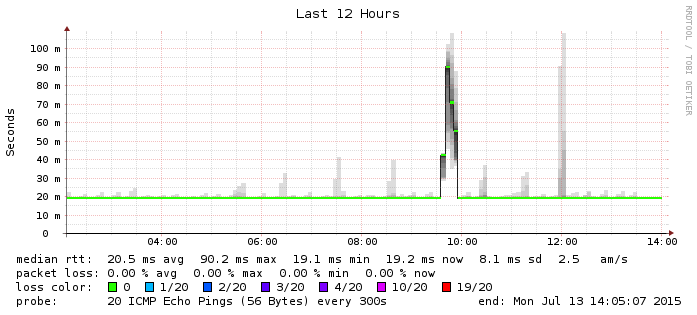 Last 12 Hours
RRDTOOL / TOBI OETIKER
Seconds
100 m
90 m
80 m
70 m
60 m
50 m
40 m
30 m
20 m
10 m
0
04:00 06:00 08:00 10:00 12:00 14:00
median rtt: 20.5 ms avg 90.2 ms max 19.1 ms min 19.2 ms now 8.1 ms sd 2.5 am/s
packet loss: 0.00 % avg 0.00 % max 0.00 % min 0.00 % now
loss color: 0 1/20 2/20 3/20 4/20 10/20 19/20
probe: 20 ICMP Echo Pings (56 Bytes) every 300s end: Mon Jul 13 14:05:07 2015